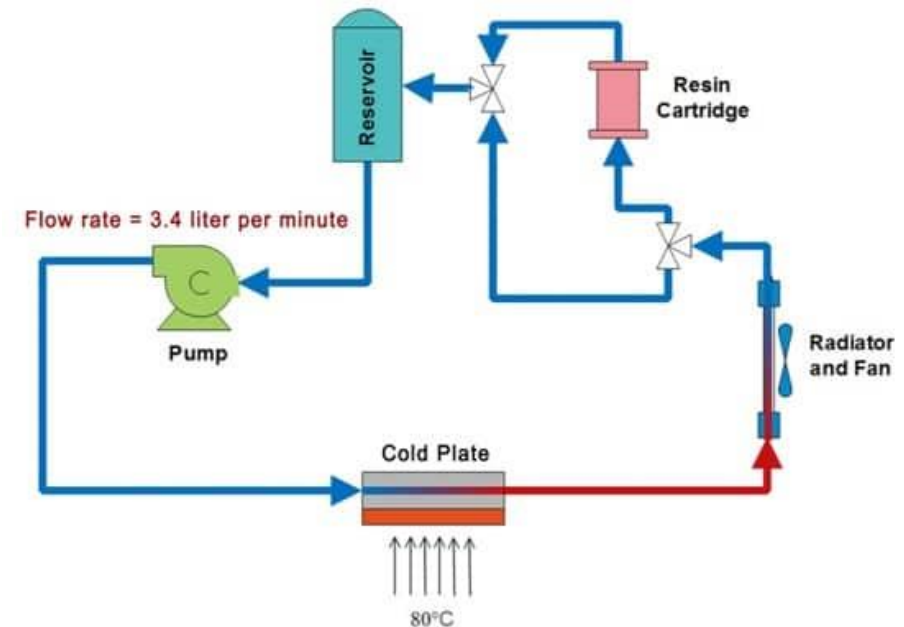 Reservoir
Resin
Cartridge
Flow rate = 3.4 liter per minute
C
Pump
Radiator
and Fan
Cold Plate
80°C